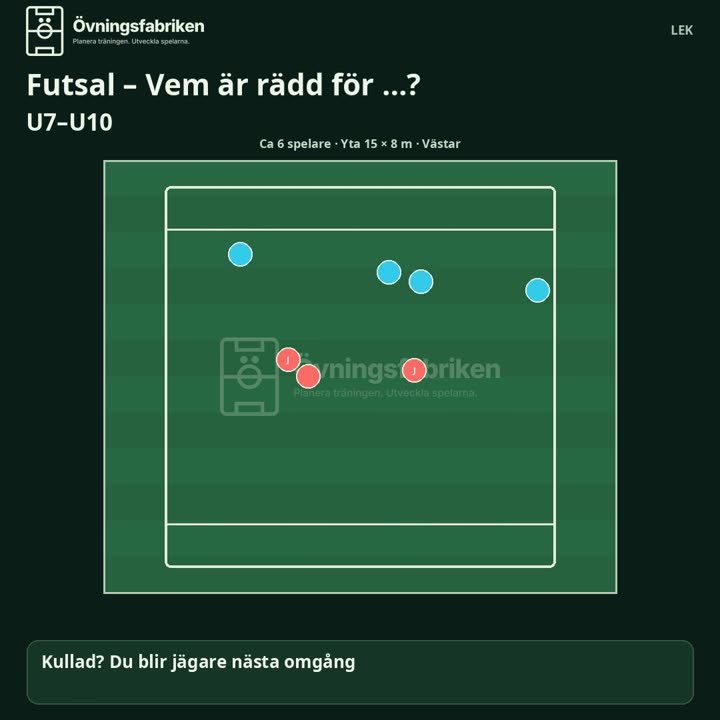 Övningsfabriken
Planera träningen. Utveckla spelarna.
LEK
Futsal – Vem är rädd för …?
U7–U10
Ca 6 spelare · Yta 15 × 8 m · Västar
J
J
Övningsfabriken
Planera träningen. Utveckla spelarna.
Kullad? Du blir jägare nästa omgång